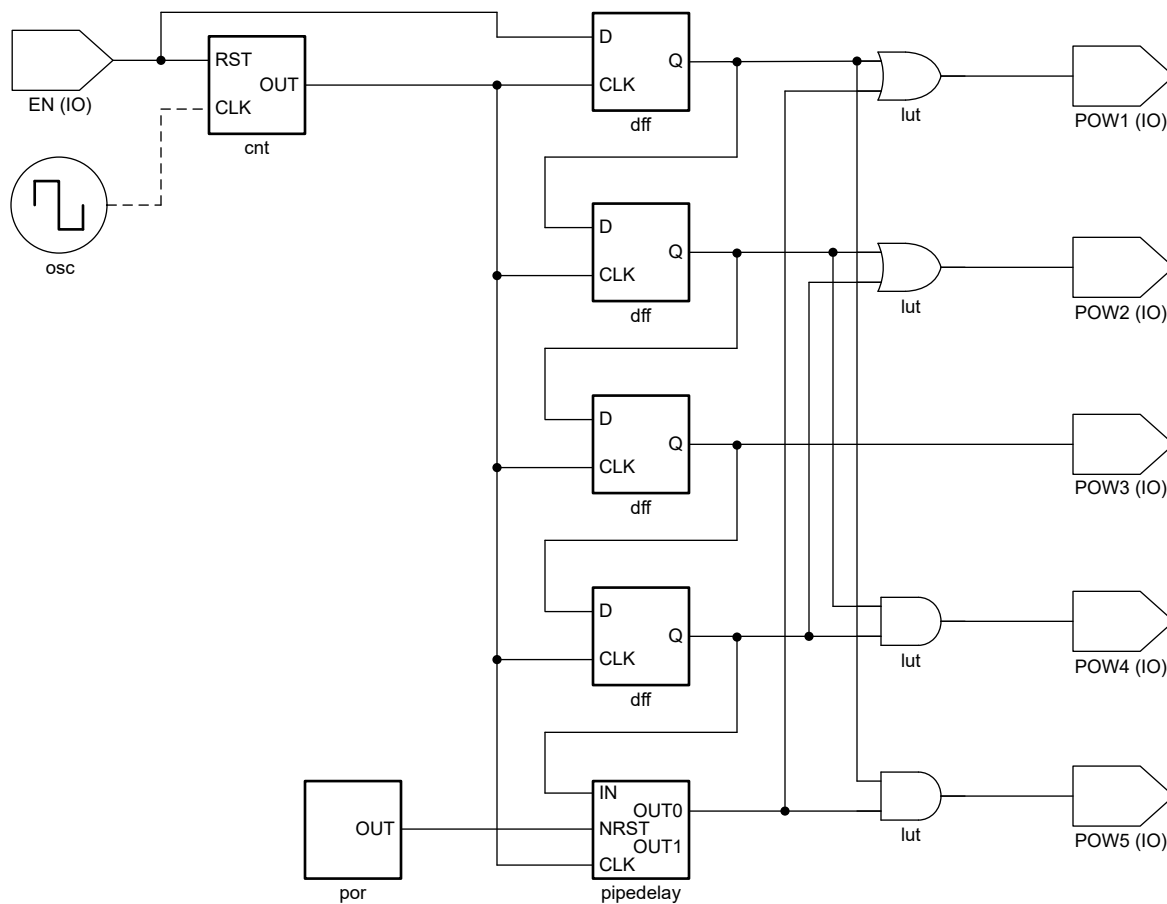 D
RST
Q
OUT
CLK
POW1 (IO)
EN (IO)
CLK
lut
dff
cnt
D
Q
osc
CLK
lut
POW2 (IO)
dff
D
Q
CLK
POW3 (IO)
dff
D
Q
CLK
lut
POW4 (IO)
dff
IN
OUT0
OUT
NRST
lut
POW5 (IO)
OUT1
CLK
por
pipedelay